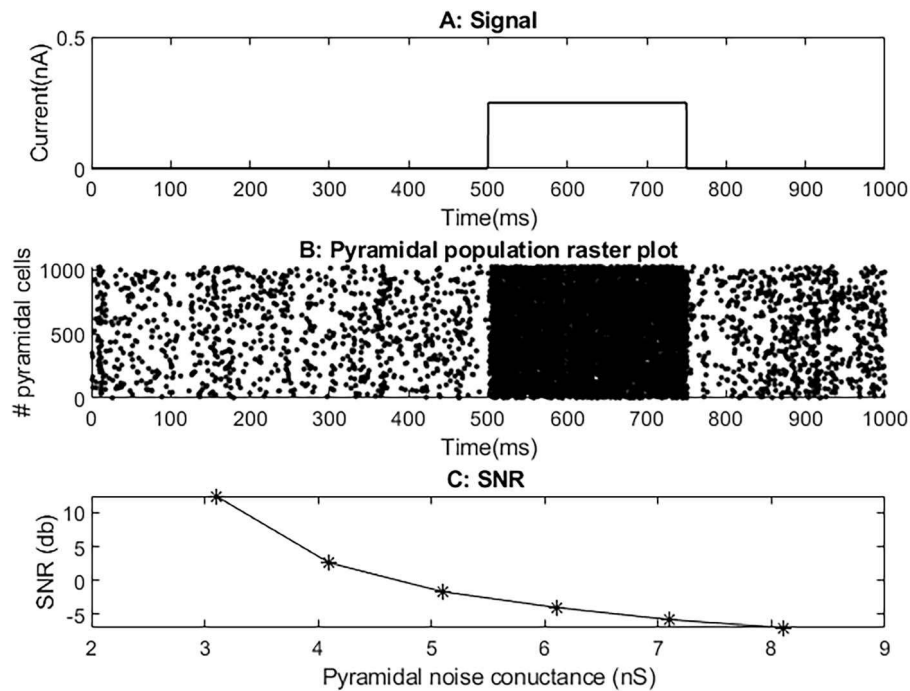 A: Signal
0.5
Current(nA)
0
0 100 200 300 400 500 600 700 800 900 1000
Time(ms)
B: Pyramidal population raster plot
1000
# pyramidal cells
500
0
0 100 200 300 400 500 600 700 800 900 1000
Time(ms)
C: SNR
10
SNR (db)
5
0
-5
2 3 4 5 6 7 8 9
Pyramidal noise conuctance (nS)